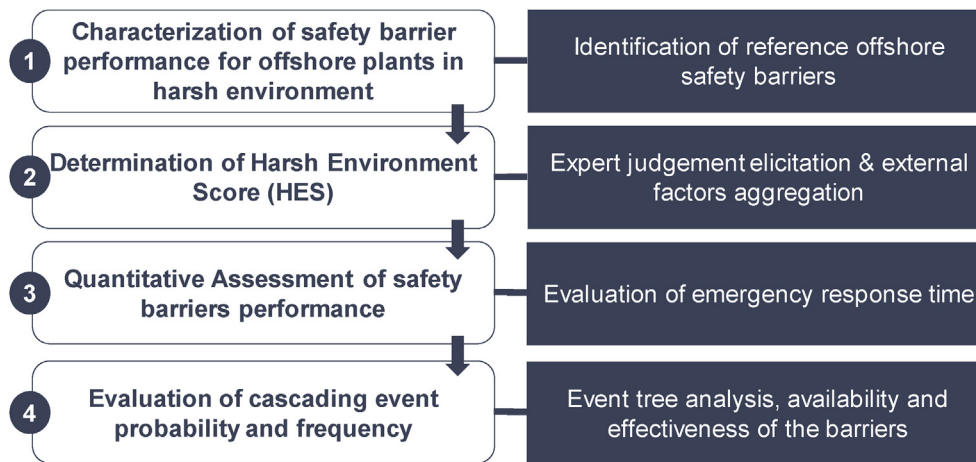 1
Characterization of safety barrier
performance for offshore plants in
harsh environment
Identification of reference offshore
safety barriers
2
Determination of Harsh Environment
Score (HES)
Expert judgement elicitation & external
factors aggregation
3
Quantitative Assessment of safety
barriers performance
Evaluation of emergency response time
4
Evaluation of cascading event
probability and frequency
Event tree analysis, availability and
effectiveness of the barriers